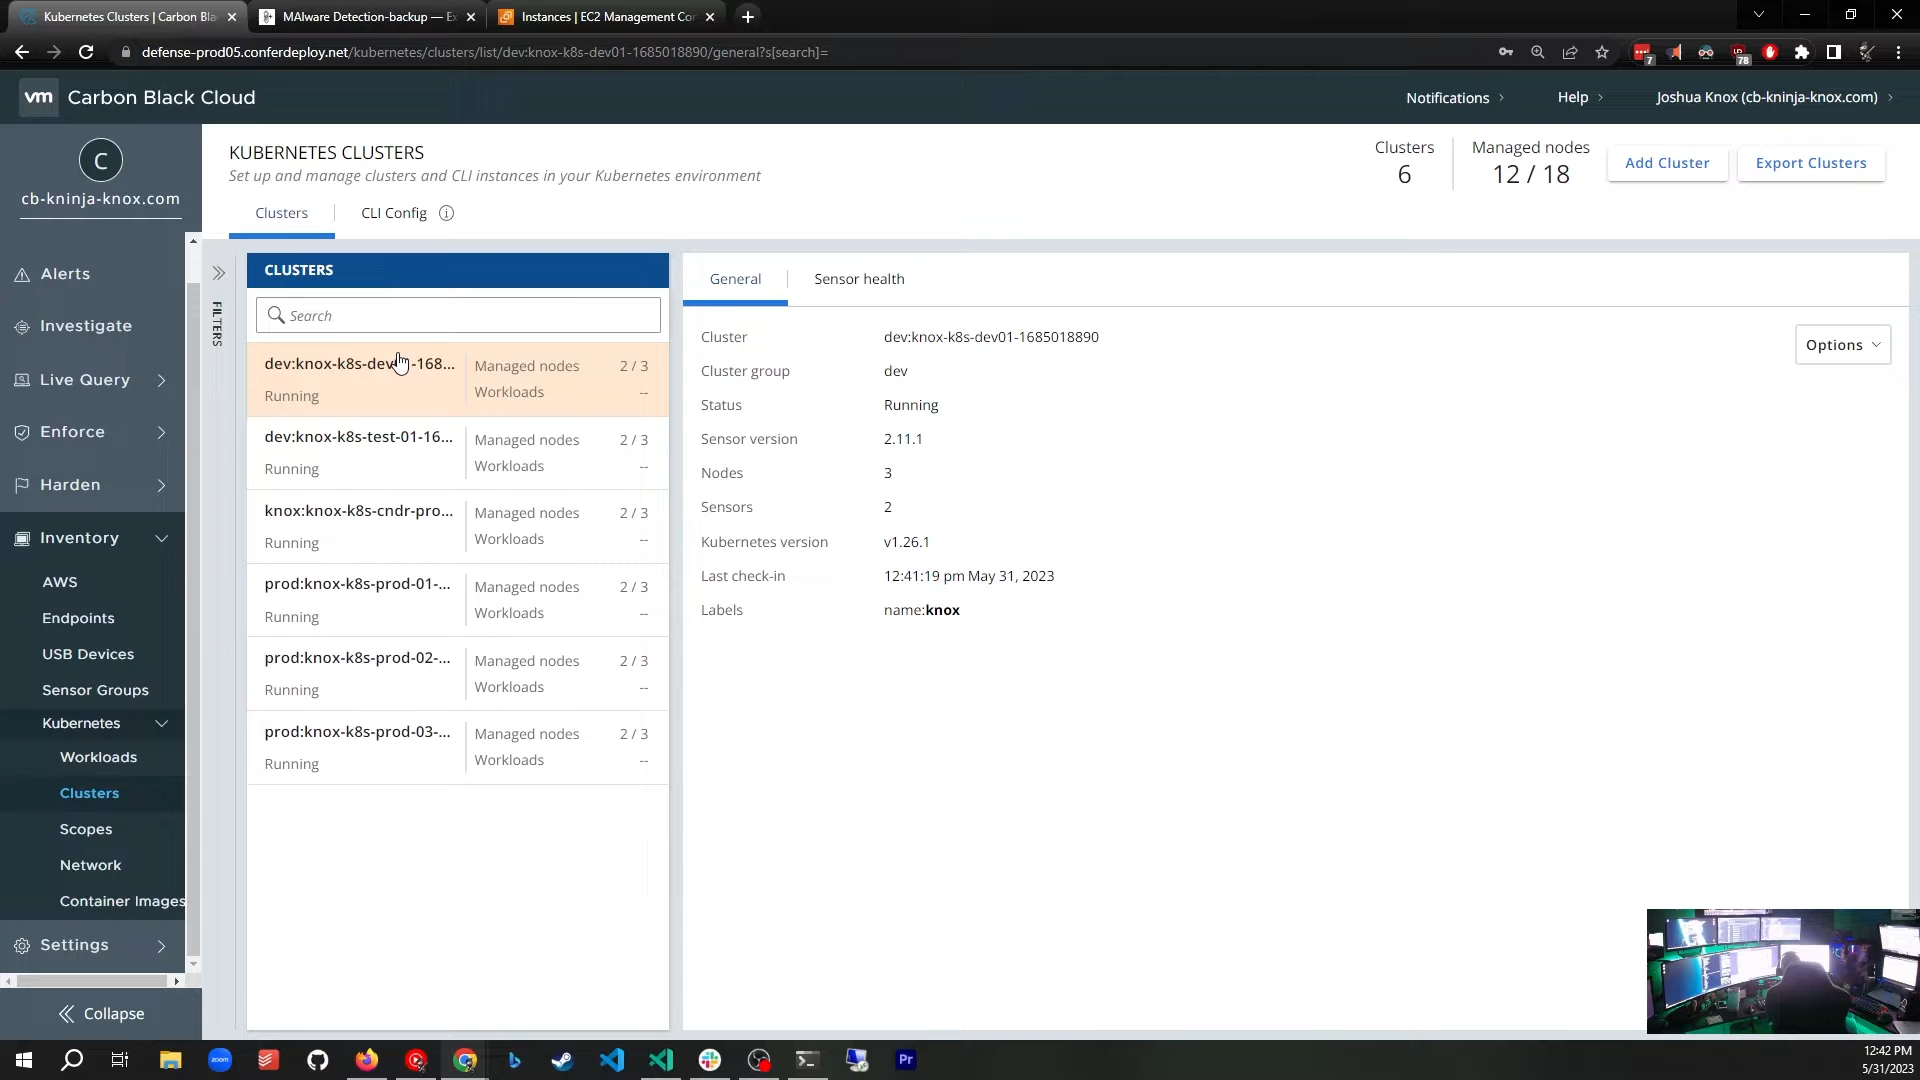 Kubernetes Clusters | Carbon Bla
MAlware Detection-backup — Ex
Instances | EC2 Management Con
defense-prod05.conferdeploy.net/kubernetes/clusters/list/dev:knox-k8s-dev01-1685018890/general?s[search]=
7
78
vm
Carbon Black Cloud
Notifications
Help
Joshua Knox (cb-kninja-knox.com)
C
cb-kninja-knox.com
Alerts
Investigate
Live Query
Enforce
Harden
Inventory
AWS
Endpoints
USB Devices
Sensor Groups
Kubernetes
Workloads
Clusters
Scopes
Network
Container Images
Settings
Collapse
KUBERNETES CLUSTERS
Set up and manage clusters and CLI instances in your Kubernetes environment
Clusters
6
Managed nodes
12 / 18
Add Cluster
Export Clusters
Clusters
CLI Config
FILTERS
CLUSTERS
Search
dev:knox-k8s-dev01-168...
Running
Managed nodes 2 / 3
Workloads --
dev:knox-k8s-test-01-16...
Running
Managed nodes 2 / 3
Workloads --
knox:knox-k8s-cndr-pro...
Running
Managed nodes 2 / 3
Workloads --
prod:knox-k8s-prod-01-...
Running
Managed nodes 2 / 3
Workloads --
prod:knox-k8s-prod-02-...
Running
Managed nodes 2 / 3
Workloads --
prod:knox-k8s-prod-03-...
Running
Managed nodes 2 / 3
Workloads --
General
Sensor health
Options
Cluster dev:knox-k8s-dev01-1685018890
Cluster group dev
Status Running
Sensor version 2.11.1
Nodes 3
Sensors 2
Kubernetes version v1.26.1
Last check-in 12:41:19 pm May 31, 2023
Labels name:knox
zoom
Pr
12:42 PM
5/31/2023